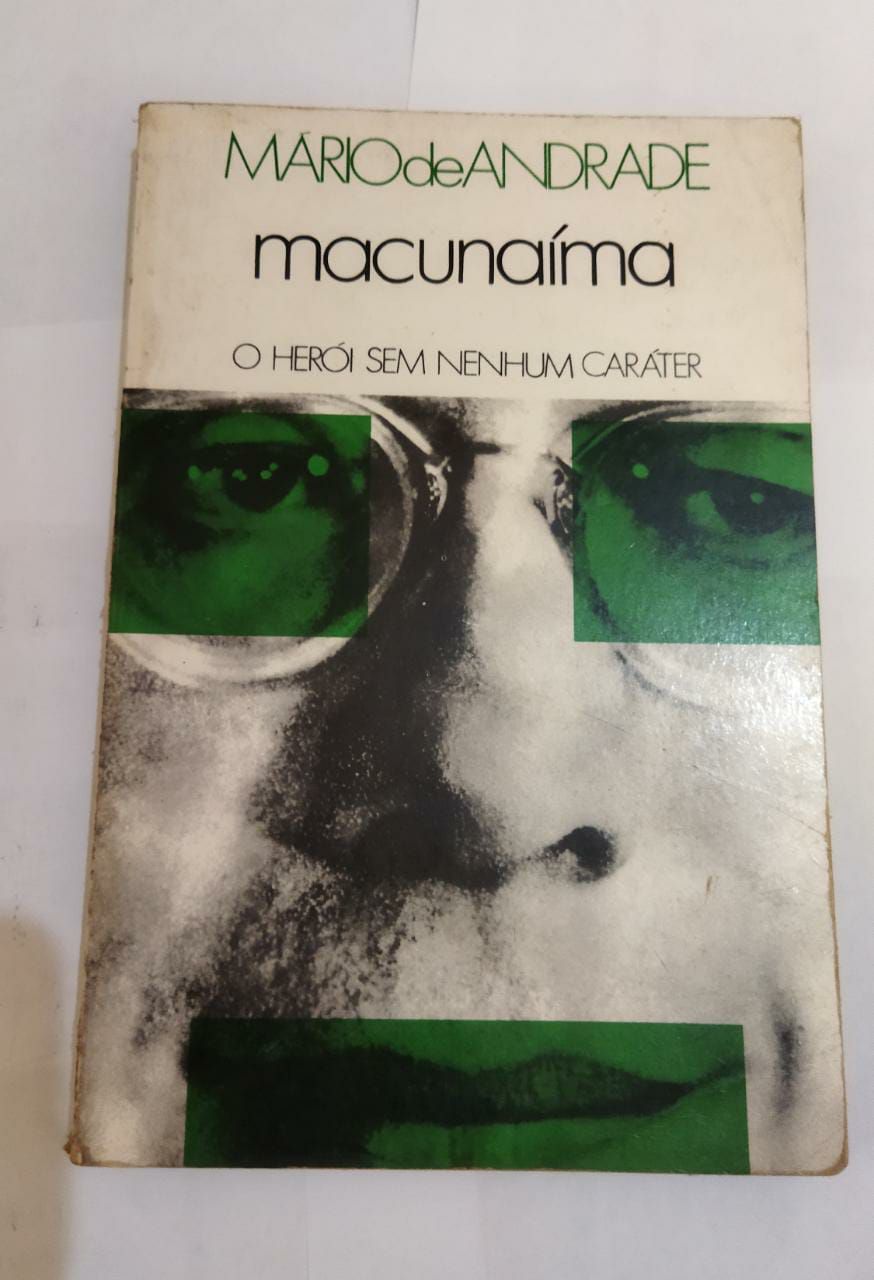 MÁRIOdeANDRADE
macunaíma
O HERÓI SEM NENHUM CARÁTER